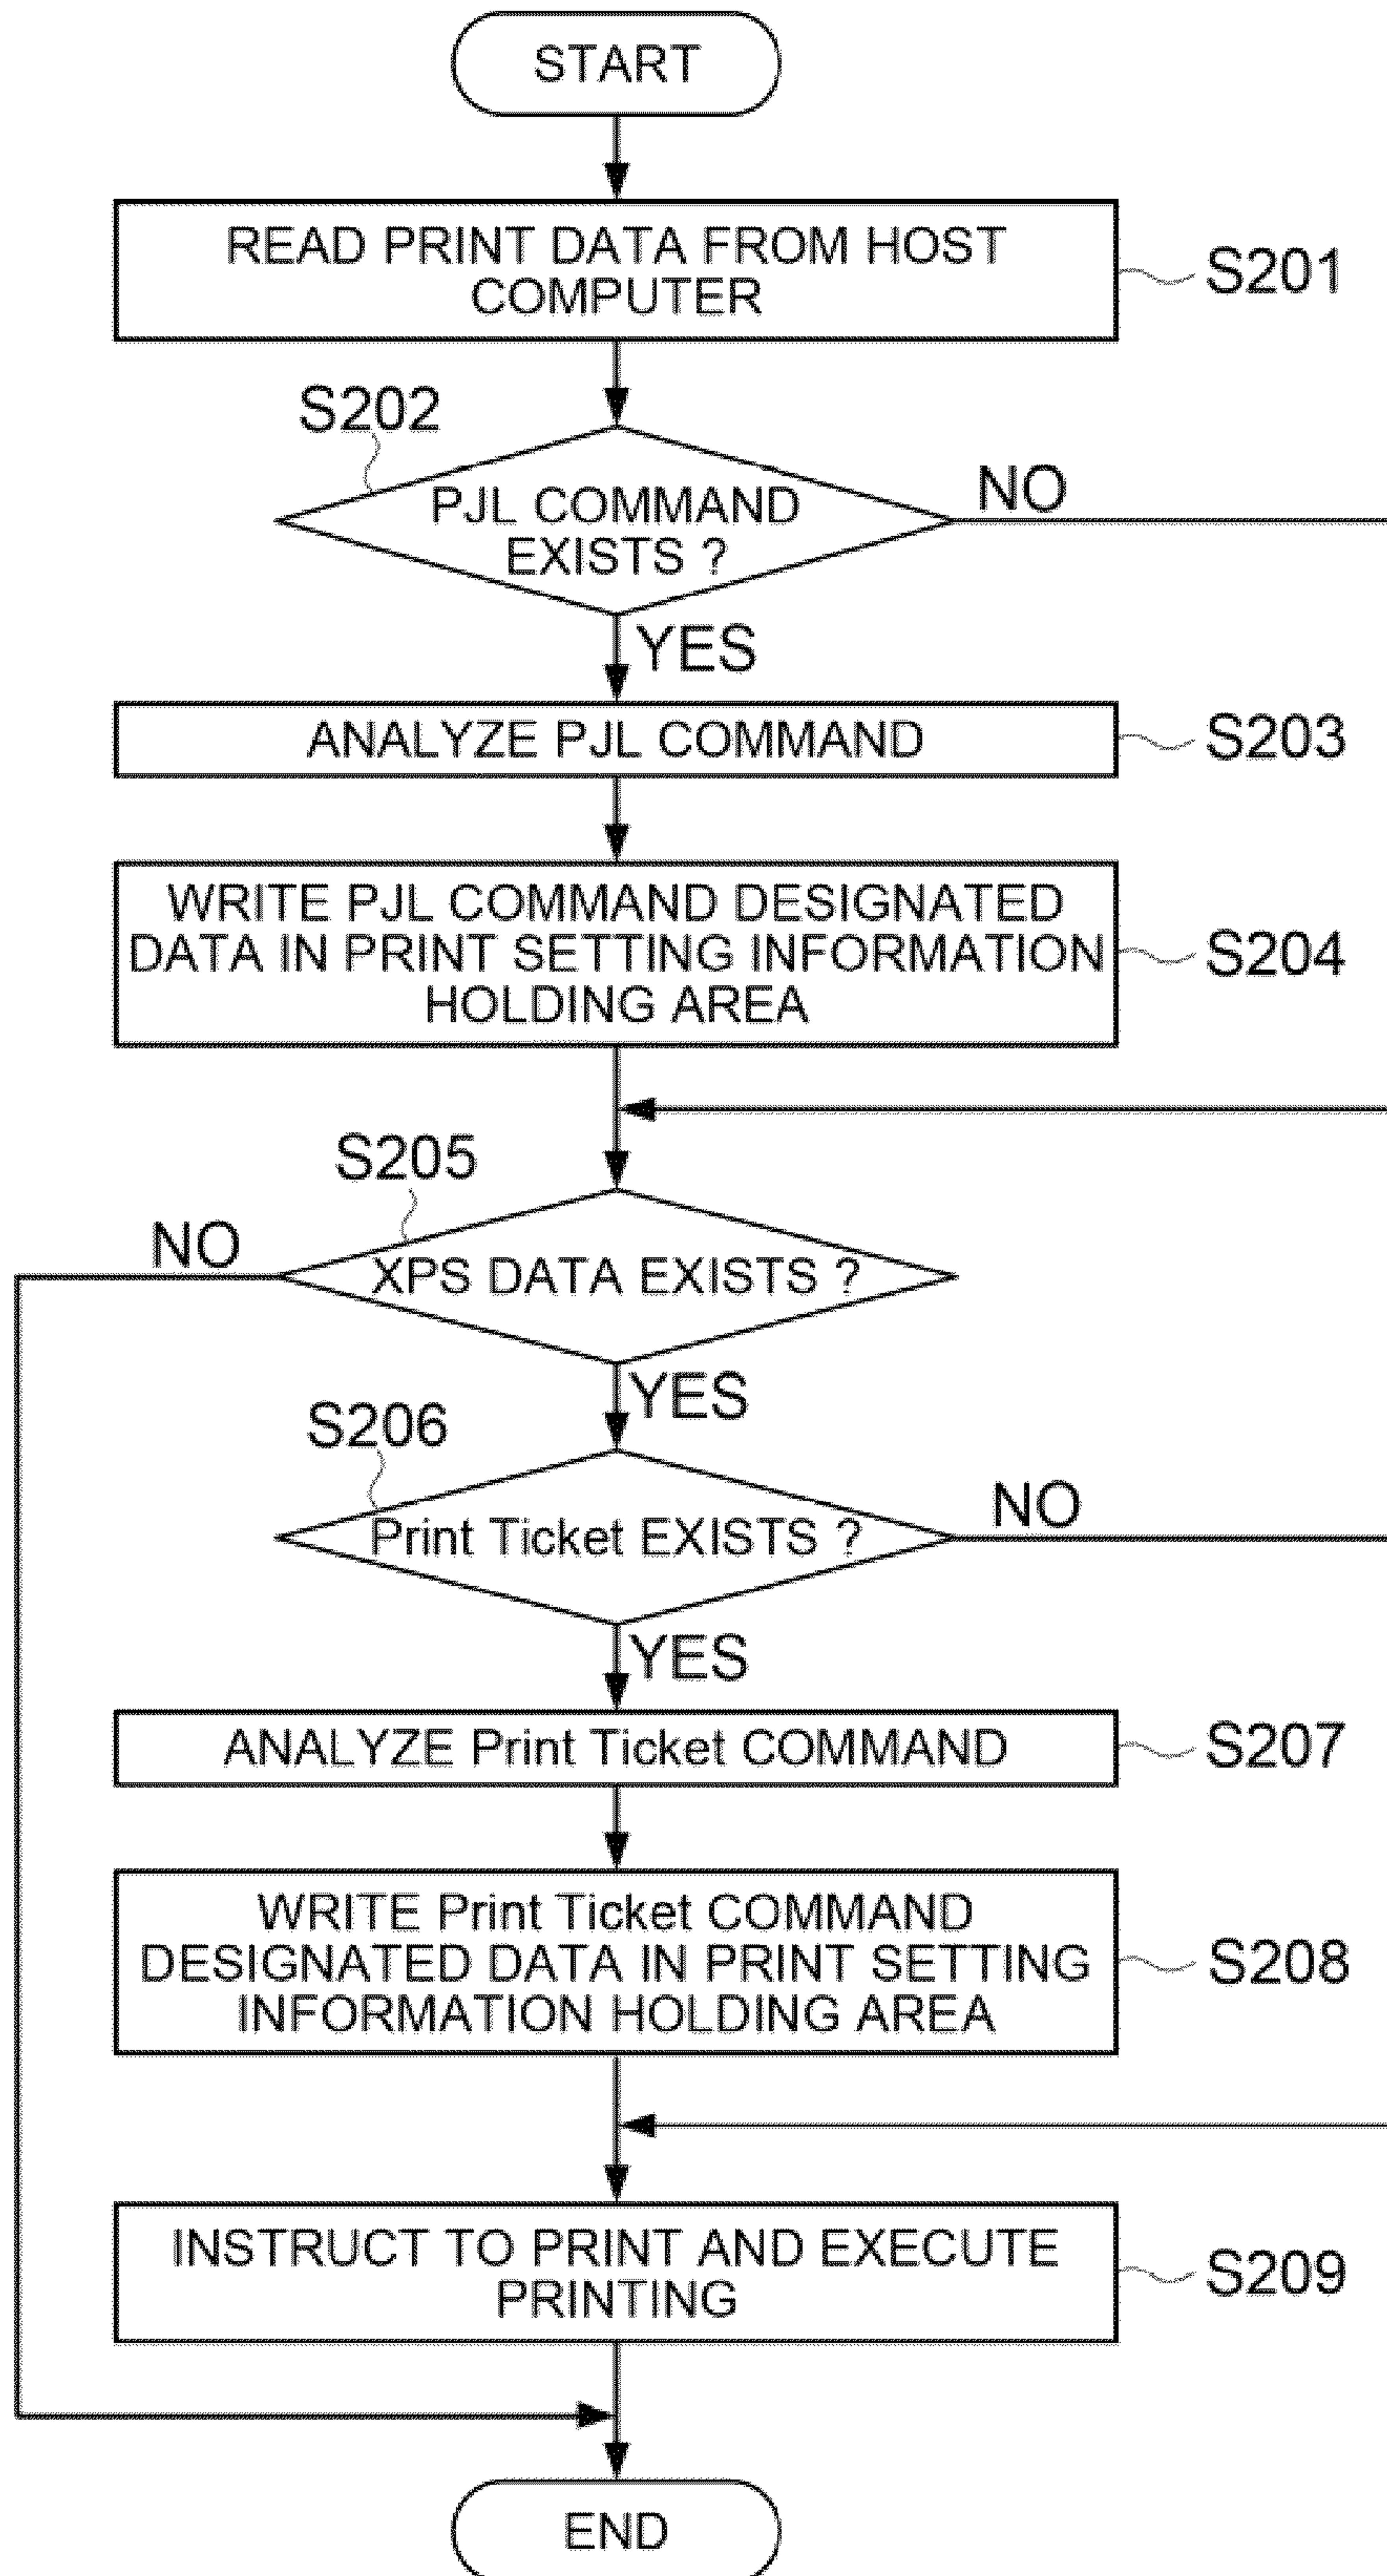 START
READ PRINT DATA FROM HOST
COMPUTER
S201
S202
PJL COMMAND
EXISTS ?
NO
YES
ANALYZE PJL COMMAND
S203
WRITE PJL COMMAND DESIGNATED
DATA IN PRINT SETTING INFORMATION
HOLDING AREA
S204
S205
NO
XPS DATA EXISTS ?
YES
S206
Print Ticket EXISTS ?
NO
YES
ANALYZE Print Ticket COMMAND
S207
WRITE Print Ticket COMMAND
DESIGNATED DATA IN PRINT SETTING
INFORMATION HOLDING AREA
S208
INSTRUCT TO PRINT AND EXECUTE
PRINTING
S209
END